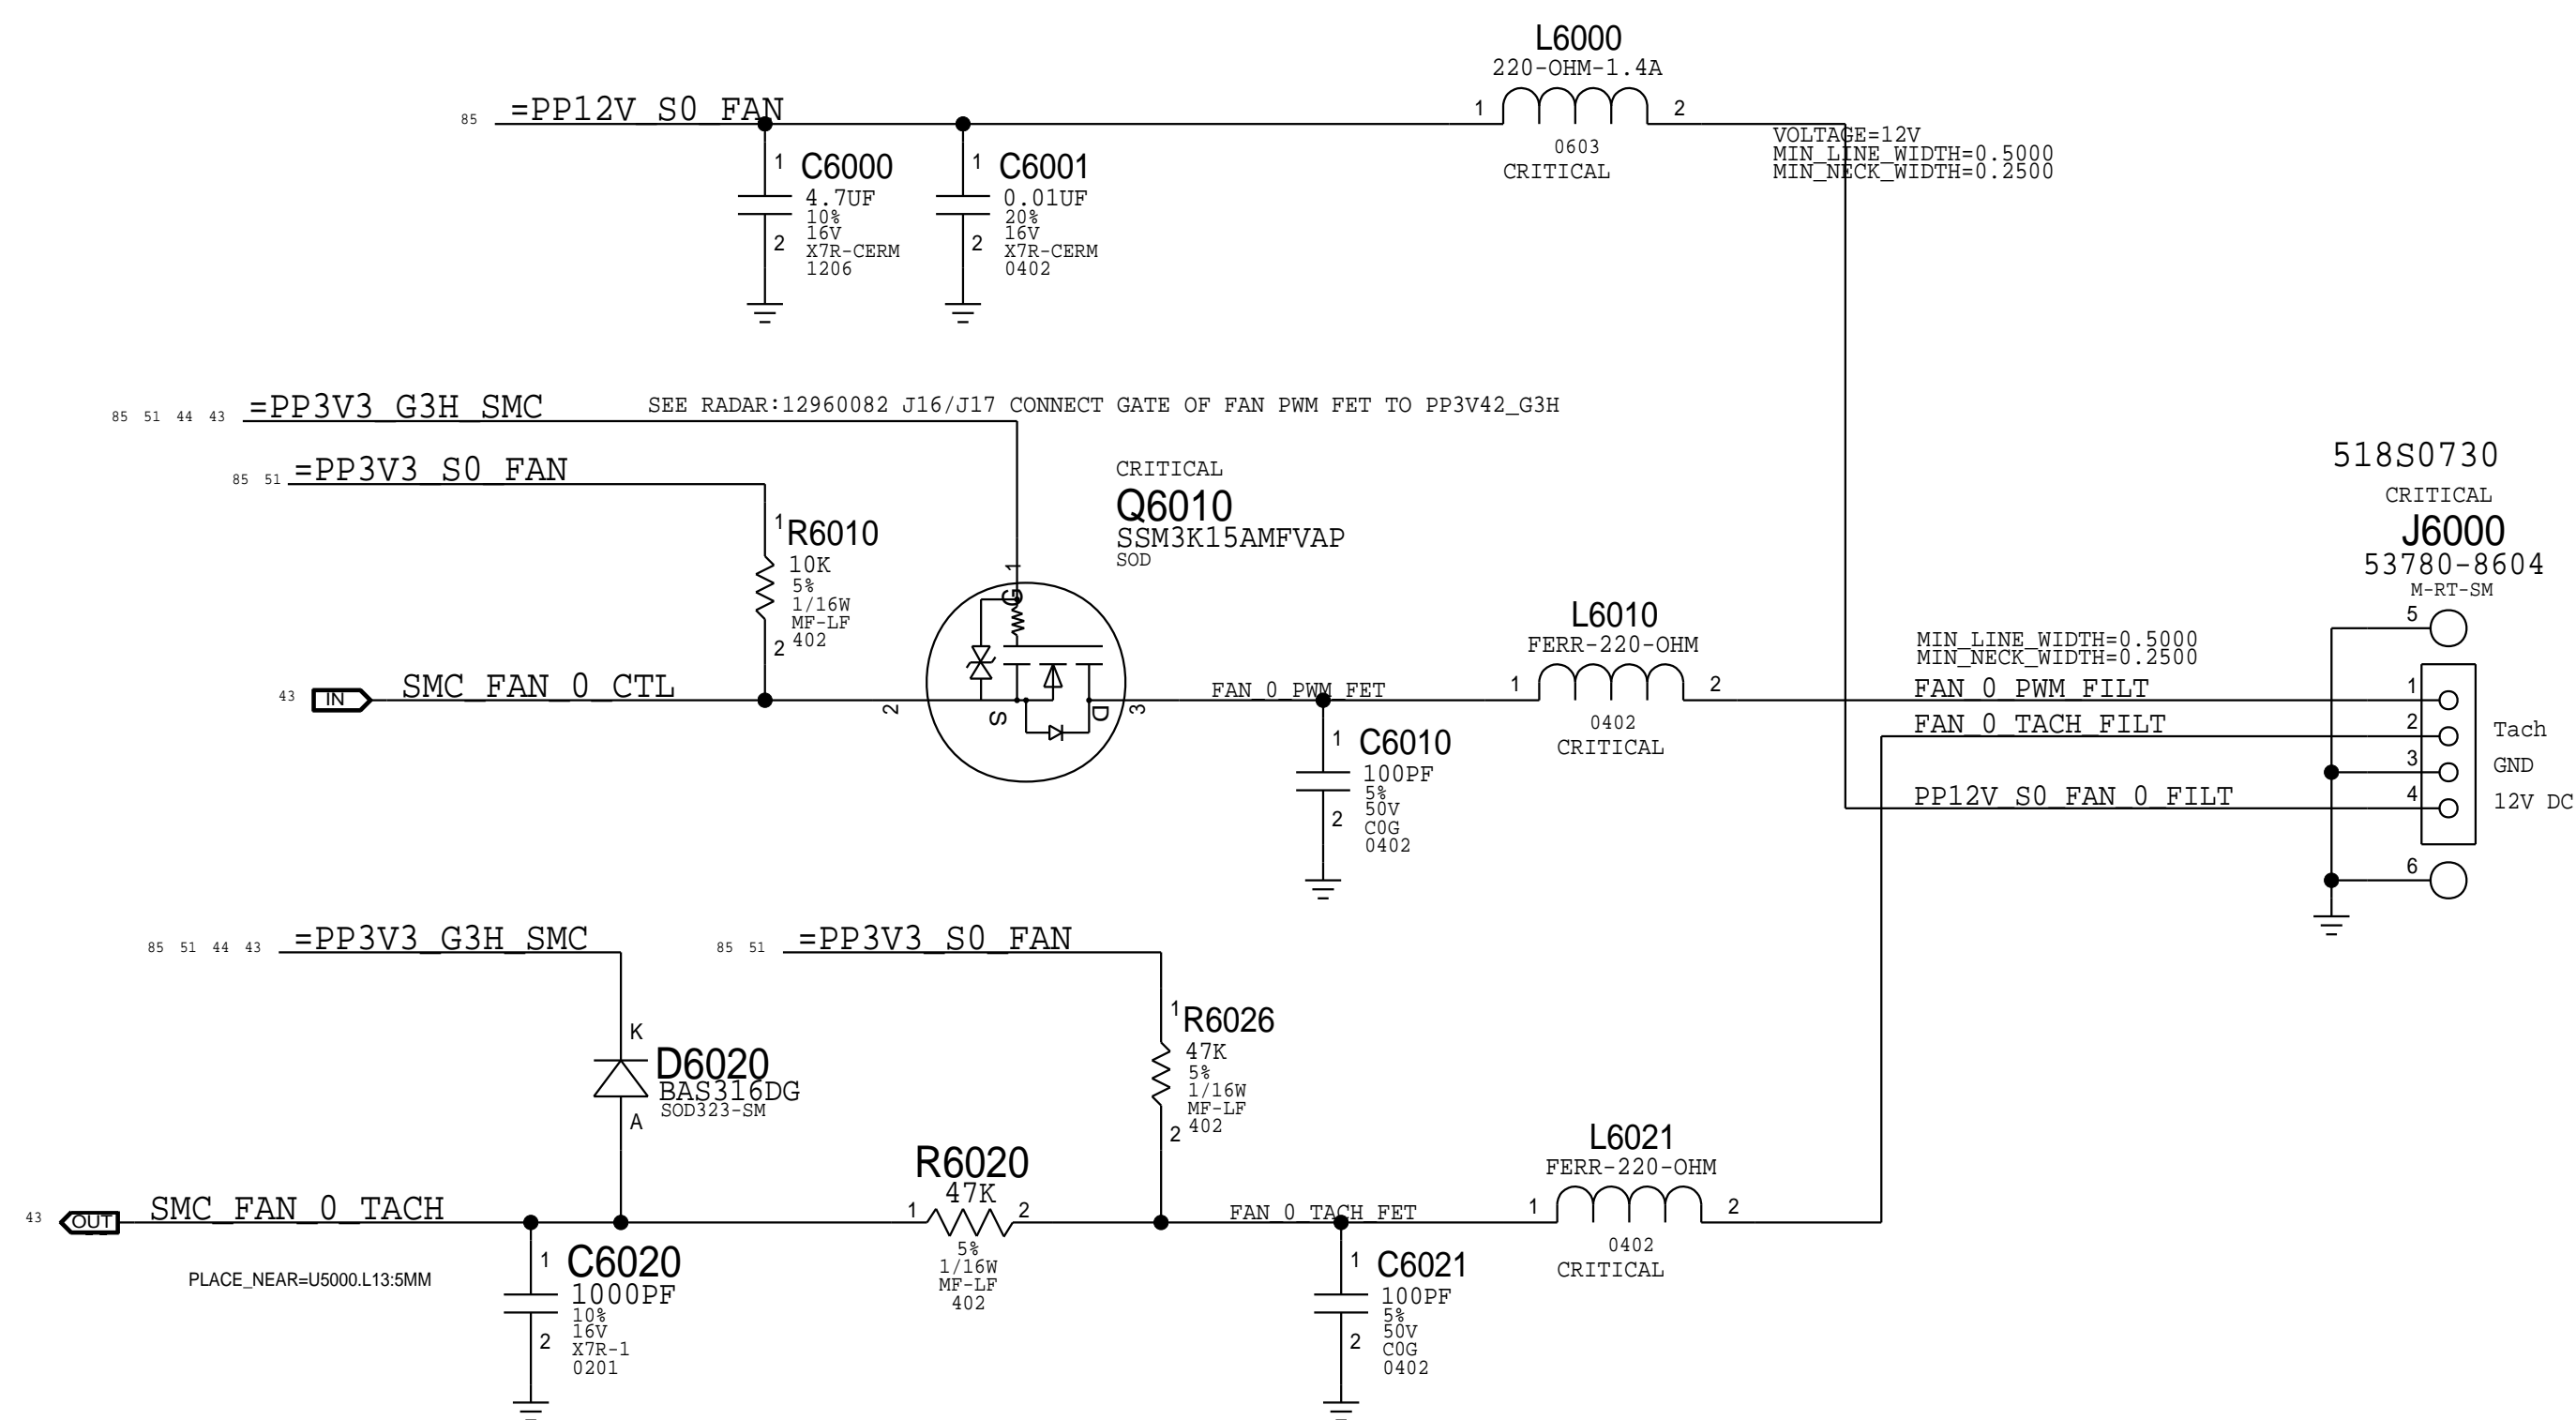 L6000
220-OHM-1.4A
1
2
0603
CRITICAL
85
=PP12V_S0_FAN
VOLTAGE=12V
MIN_LINE_WIDTH=0.5000
MIN_NECK_WIDTH=0.2500
1
C6000
4.7UF
10%
16V
X7R-CERM
1206
2
1
C6001
0.01UF
20%
16V
X7R-CERM
0402
2
85 51 44 43
=PP3V3_G3H_SMC
SEE RADAR:12960082 J16/J17 CONNECT GATE OF FAN PWM FET TO PP3V42_G3H
85 51
=PP3V3_S0_FAN
1
R6010
10K
5%
1/16W
MF-LF
402
2
CRITICAL
Q6010
SSM3K15AMFVAP
SOD
1
G
S
D
2
3
43
IN
SMC_FAN_0_CTL
FAN_0_PWM_FET
L6010
FERR-220-OHM
1
2
0402
CRITICAL
1
C6010
100PF
5%
50V
C0G
0402
2
MIN_LINE_WIDTH=0.5000
MIN_NECK_WIDTH=0.2500
FAN_0_PWM_FILT
FAN_0_TACH_FILT
PP12V_S0_FAN_0_FILT
518S0730
CRITICAL
J6000
53780-8604
M-RT-SM
5
1
2
Tach
3
GND
4
12V DC
6
85 51 44 43
=PP3V3_G3H_SMC
K
D6020
BAS316DG
SOD323-SM
A
85 51
=PP3V3_S0_FAN
1
R6026
47K
5%
1/16W
MF-LF
402
2
43
OUT
SMC_FAN_0_TACH
PLACE_NEAR=U5000.L13:5MM
1
C6020
1000PF
10%
16V
X7R-1
0201
2
R6020
47K
1
2
5%
1/16W
MF-LF
402
FAN_0_TACH_FET
1
C6021
100PF
5%
50V
C0G
0402
2
L6021
FERR-220-OHM
1
2
0402
CRITICAL